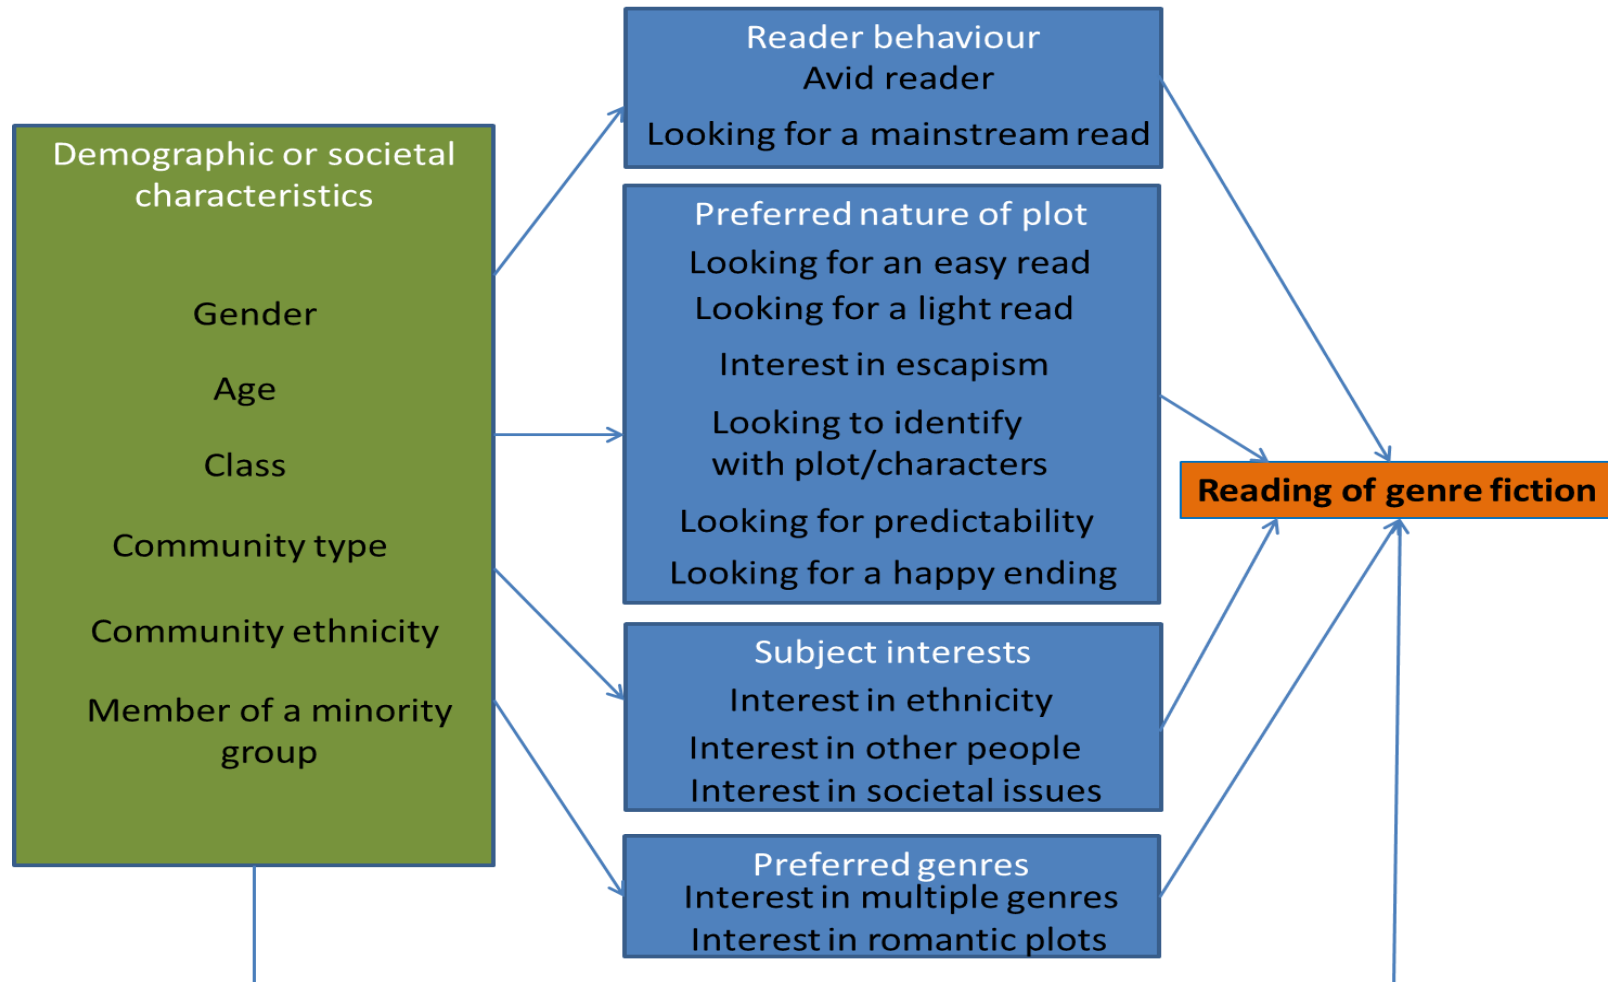 Demographic or societal
characteristics
Gender
Age
Class
Community type
Community ethnicity
Member of a minority
group
Reader behaviour
Avid reader
Looking for a mainstream read
Preferred nature of plot
Looking for an easy read
Looking for a light read
Interest in escapism
Looking to identify
with plot/characters
Looking for predictability
Looking for a happy ending
Subject interests
Interest in ethnicity
Interest in other people
Interest in societal issues
Preferred genres
Interest in multiple genres
Interest in romantic plots
Reading of genre fiction